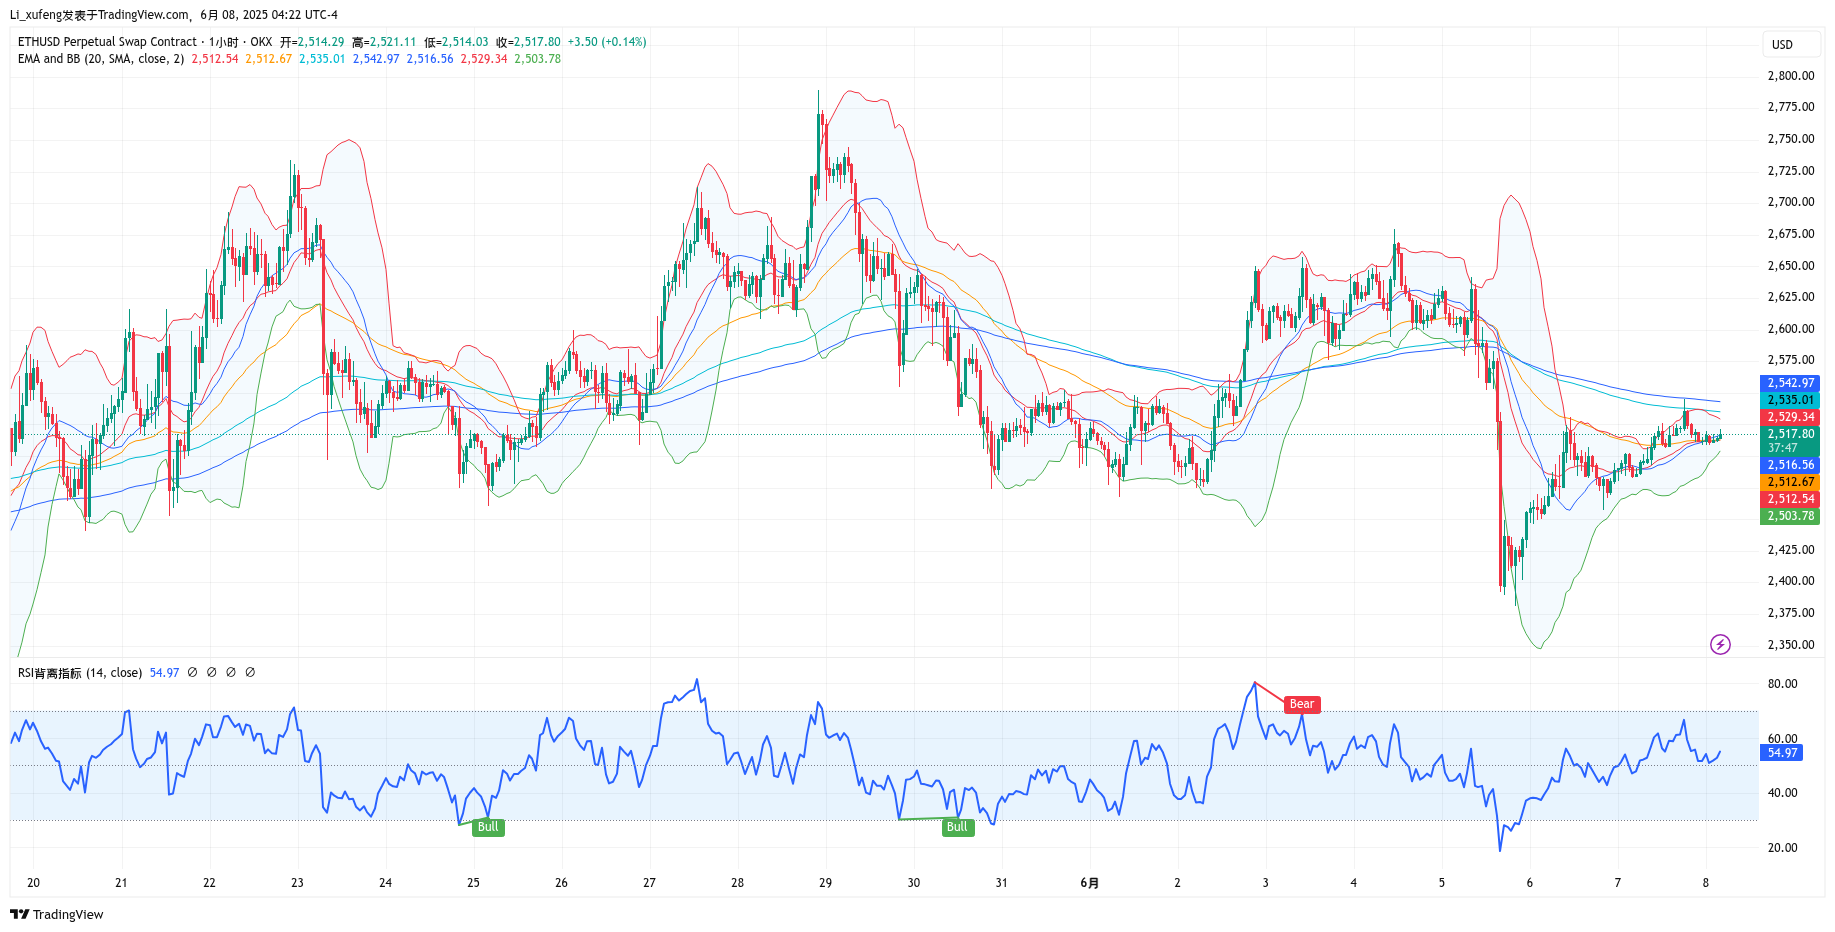 Li_xufeng发表于TradingView.com, 6月 08, 2025 04:22 UTC-4
ETHUSD Perpetual Swap Contract · 1小时 · OKX 开=2,514.29 高=2,521.11 低=2,514.03 收=2,517.80 +3.50 (+0.14%)
EMA and BB (20, SMA, close, 2) 2,512.54 2,512.67 2,535.01 2,542.97 2,516.56 2,529.34 2,503.78
USD
2,800.00
2,775.00
2,750.00
2,725.00
2,700.00
2,675.00
2,650.00
2,625.00
2,600.00
2,575.00
2,542.97
2,535.01
2,529.34
2,517.80
37:47
2,516.56
2,512.67
2,512.54
2,503.78
2,425.00
2,400.00
2,375.00
2,350.00
RSI背离指标 (14, close) 54.97 ∅ ∅ ∅ ∅
80.00
60.00
54.97
40.00
20.00
Bear
Bull
Bull
20 21 22 23 24 25 26 27 28 29 30 31 6月 2 3 4 5 6 7 8
TradingView